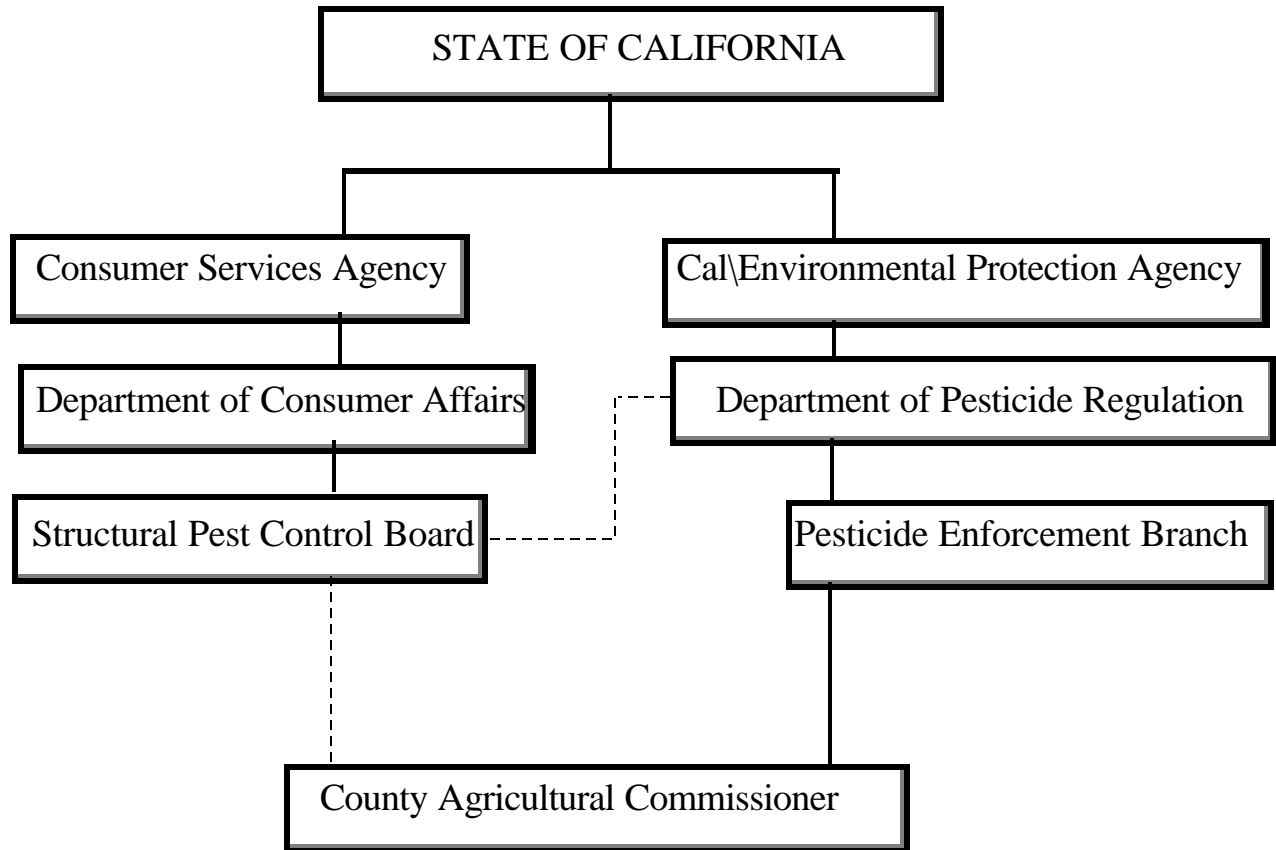 STATE OF CALIFORNIA
Consumer Services Agency
Cal\Environmental Protection Agency
Department of Consumer Affairs
Department of Pesticide Regulation
Structural Pest Control Board
Pesticide Enforcement Branch
County Agricultural Commissioner